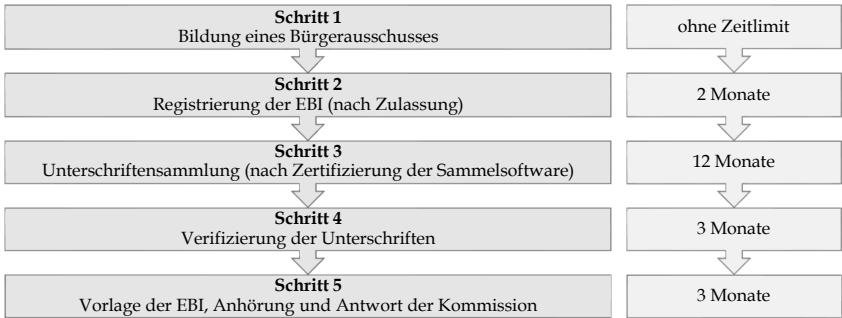 Schritt 1
Bildung eines Bürgerausschusses
ohne Zeitlimit
Schritt 2
Registrierung der EBI (nach Zulassung)
2 Monate
Schritt 3
Unterschriftensammlung (nach Zertifizierung der Sammelsoftware)
12 Monate
Schritt 4
Verifizierung der Unterschriften
3 Monate
Schritt 5
Vorlage der EBI, Anhörung und Antwort der Kommission
3 Monate